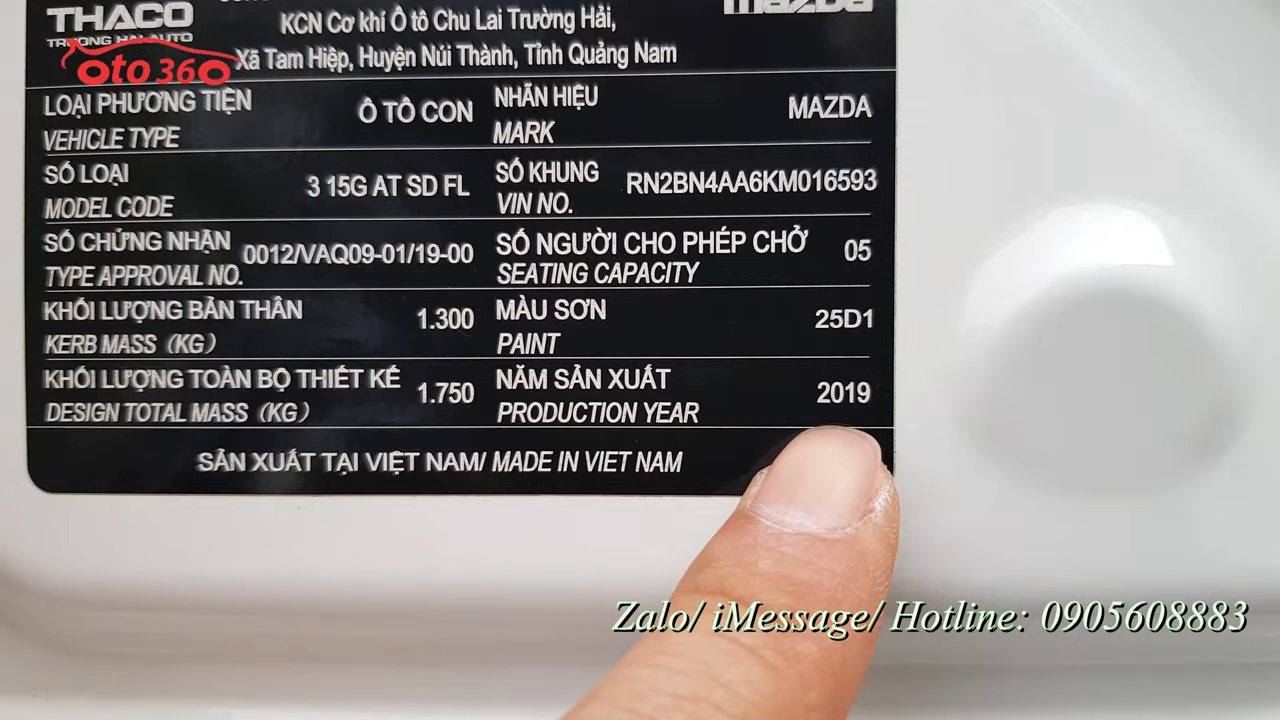 THACO
TRUONG HAI AUTO
oto360
KCN Cơ khí Ô tô Chu Lai Trường Hải,
Xã Tam Hiệp, Huyện Núi Thành, Tỉnh Quảng Nam
LOẠI PHƯƠNG TIỆN
VEHICLE TYPE
Ô TÔ CON
NHÃN HIỆU
MARK
MAZDA
SỐ LOẠI
MODEL CODE
3 15G AT SD FL
SỐ KHUNG
VIN NO.
RN2BN4AA6KM016593
SỐ CHỨNG NHẬN
TYPE APPROVAL NO.
0012/VAQ09-01/19-00
SỐ NGƯỜI CHO PHÉP CHỞ
SEATING CAPACITY
05
KHỐI LƯỢNG BẢN THÂN
KERB MASS (KG)
1.300
MÀU SƠN
PAINT
25D1
KHỐI LƯỢNG TOÀN BỘ THIẾT KẾ
DESIGN TOTAL MASS (KG)
1.750
NĂM SẢN XUẤT
PRODUCTION YEAR
2019
SẢN XUẤT TẠI VIỆT NAM/ MADE IN VIET NAM
Zalo/ iMessage/ Hotline: 0905608883